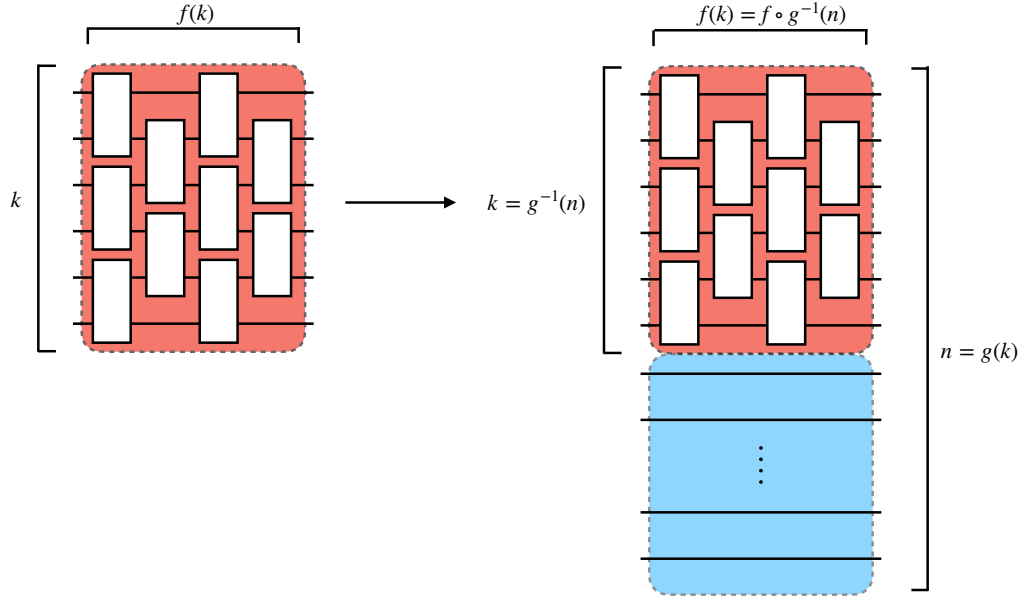 f(k)
f(k) = f ∘ g⁻¹(n)
k
k = g⁻¹(n)
n = g(k)